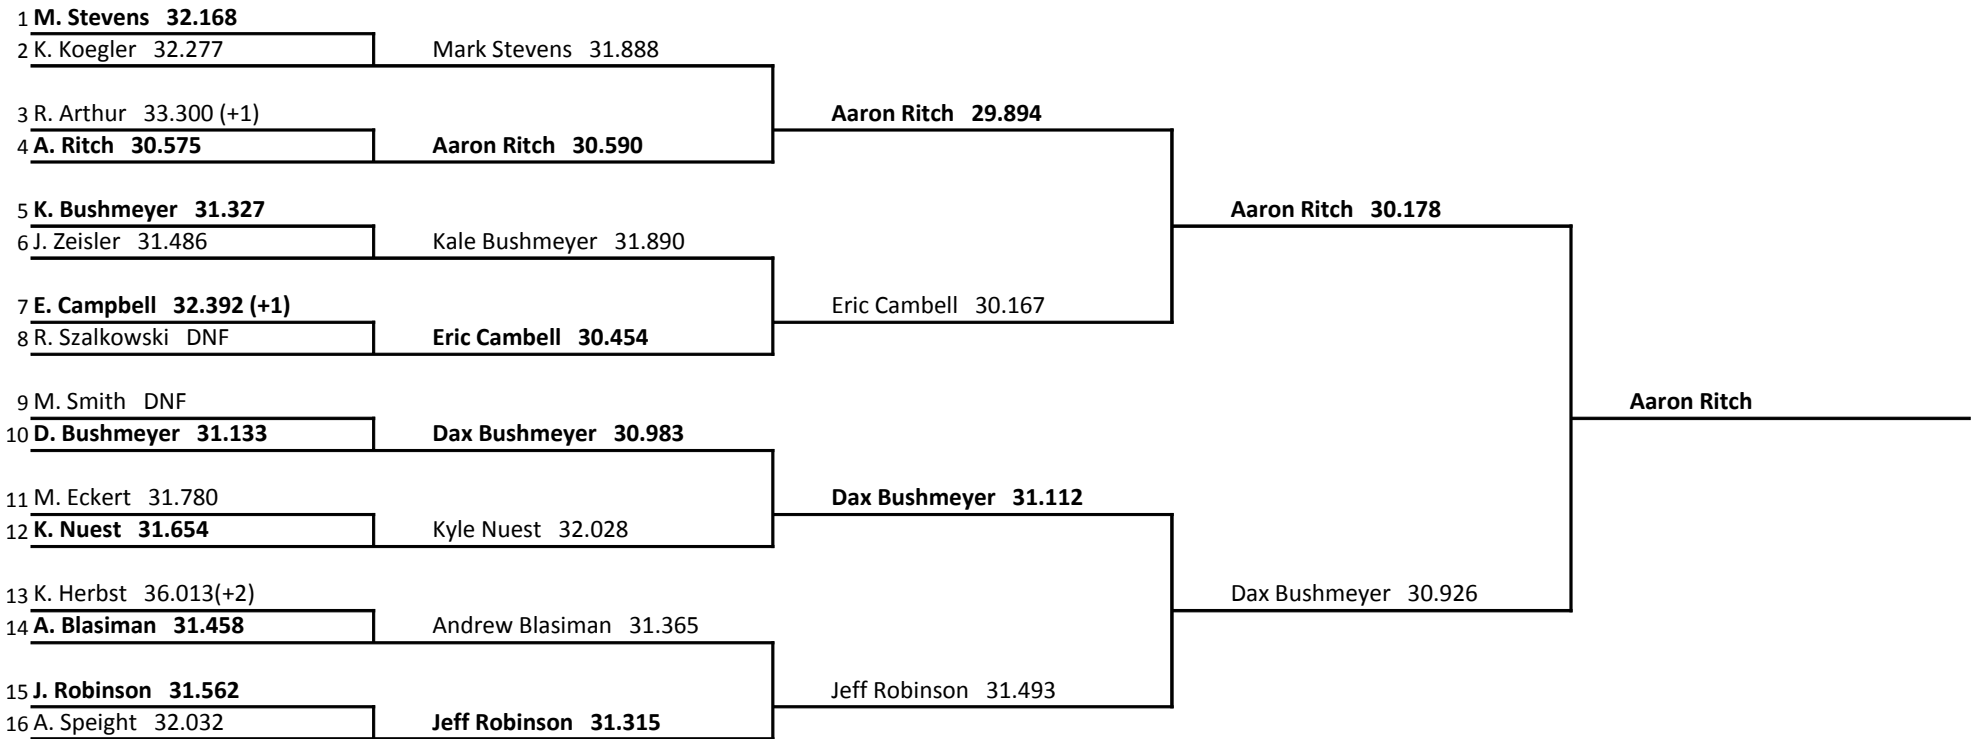 1 M. Stevens 32.168
2 K. Koegler 32.277
Mark Stevens 31.888
3 R. Arthur 33.300 (+1)
Aaron Ritch 29.894
4 A. Ritch 30.575
Aaron Ritch 30.590
5 K. Bushmeyer 31.327
Aaron Ritch 30.178
6 J. Zeisler 31.486
Kale Bushmeyer 31.890
7 E. Campbell 32.392 (+1)
Eric Cambell 30.167
8 R. Szalkowski DNF
Eric Cambell 30.454
9 M. Smith DNF
Aaron Ritch
10 D. Bushmeyer 31.133
Dax Bushmeyer 30.983
11 M. Eckert 31.780
Dax Bushmeyer 31.112
12 K. Nuest 31.654
Kyle Nuest 32.028
13 K. Herbst 36.013(+2)
Dax Bushmeyer 30.926
14 A. Blasiman 31.458
Andrew Blasiman 31.365
15 J. Robinson 31.562
Jeff Robinson 31.493
16 A. Speight 32.032
Jeff Robinson 31.315